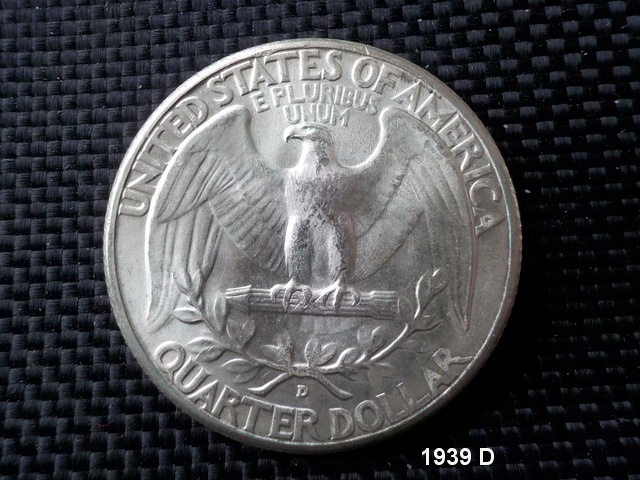 UNITED STATES OF AMERICA
E PLURIBUS
UNUM
D
QUARTER DOLLAR
1939 D